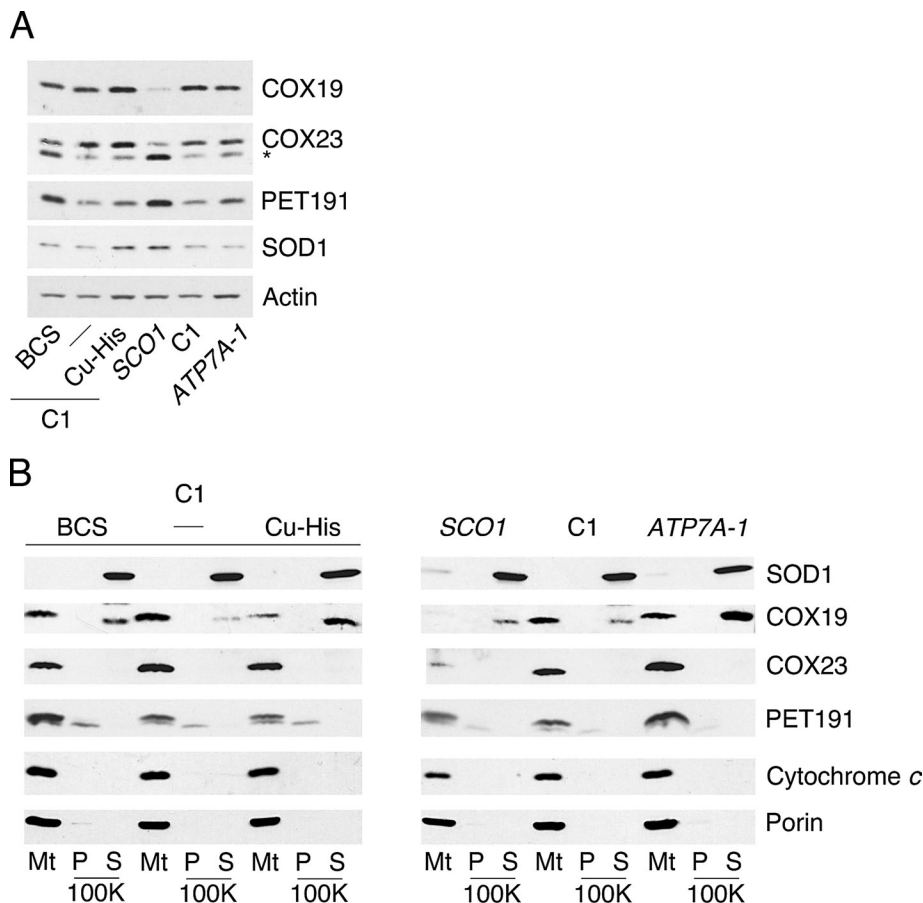 A
COX19
COX23
*
PET191
SOD1
Actin
BCS — Cu-His SCO1 C1 ATP7A-1
C1
B
C1
BCS — Cu-His SCO1 C1 ATP7A-1
SOD1
COX19
COX23
PET191
Cytochrome c
Porin
Mt P S Mt P S Mt P S Mt P S Mt P S Mt P S
100K 100K 100K 100K 100K 100K